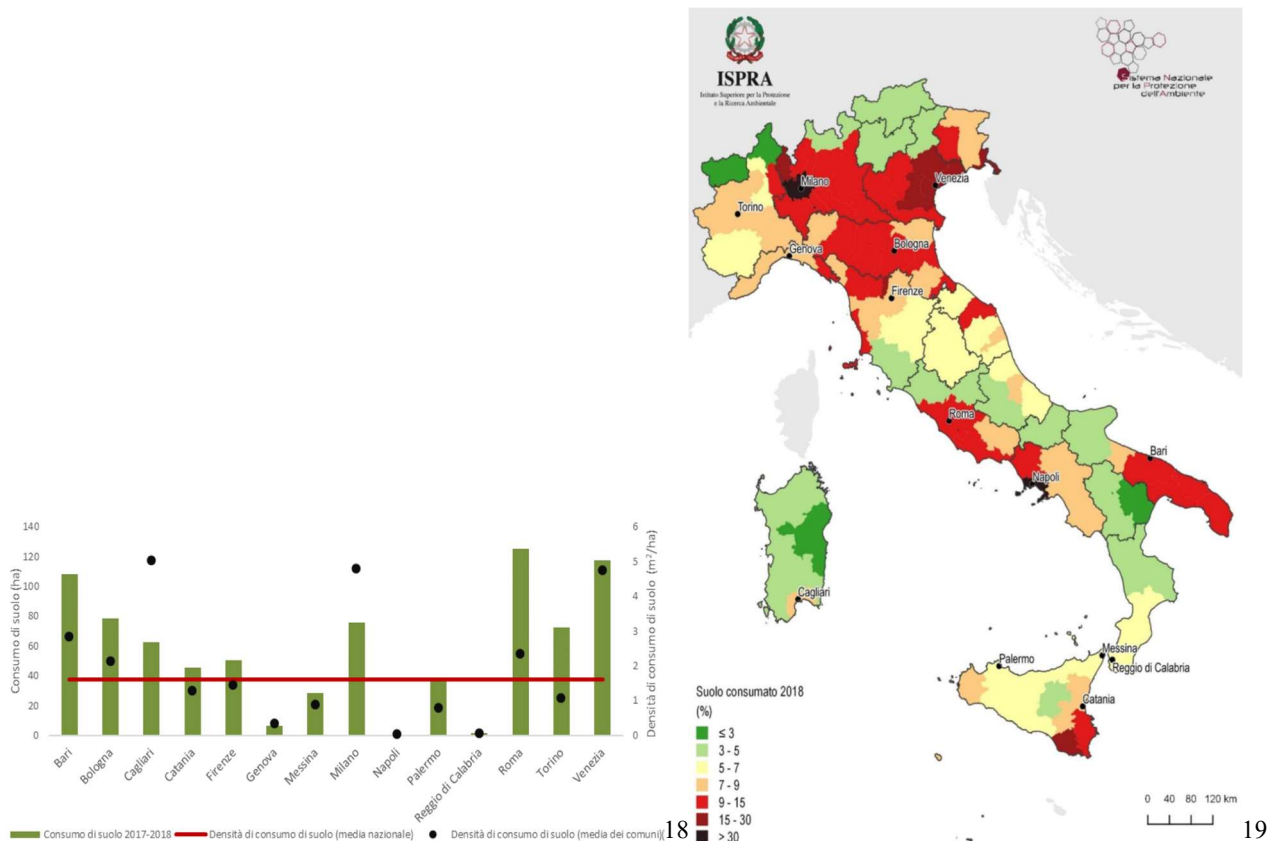 140
120
100
80
60
40
20
0
Consumo di suolo (ha)
6
5
4
3
2
1
0
Densità di consumo di suolo (m²/ha)
Bari
Bologna
Cagliari
Catania
Firenze
Genova
Messina
Milano
Napoli
Palermo
Reggio di Calabria
Roma
Torino
Venezia
Consumo di suolo 2017-2018
Densità di consumo di suolo (media nazionale)
Densità di consumo di suolo (media dei comuni)(
18
ISPRA
Istituto Superiore per la Protezione
e la Ricerca Ambientale
Sistema Nazionale
per la Protezione
dell'Ambiente
Milano
Venezia
Torino
Genova
Bologna
Firenze
Roma
Bari
Napoli
Cagliari
Palermo
Messina
Reggio di Calabria
Catania
Suolo consumato 2018
(%)
≤ 3
3 - 5
5 - 7
7 - 9
9 - 15
15 - 30
> 30
0 40 80 120 km
19